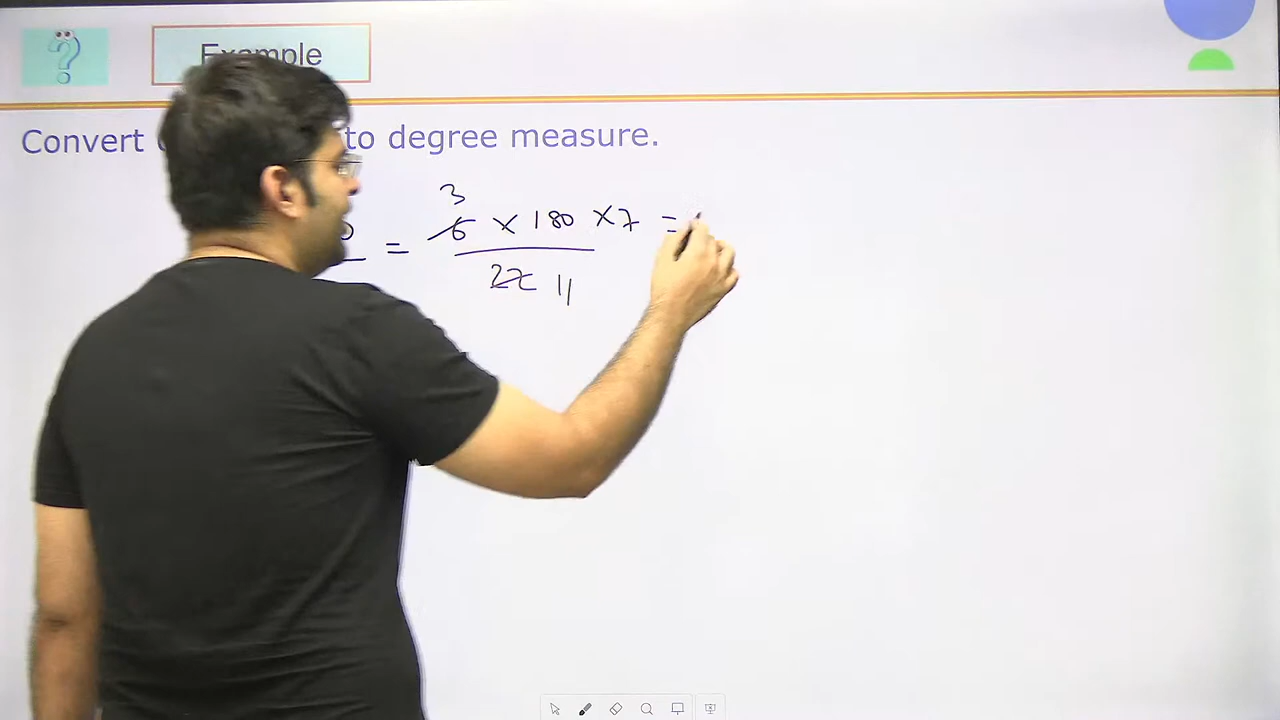 Example
Convert to degree measure.
3
= 6 × 180 × 7 =
22 11